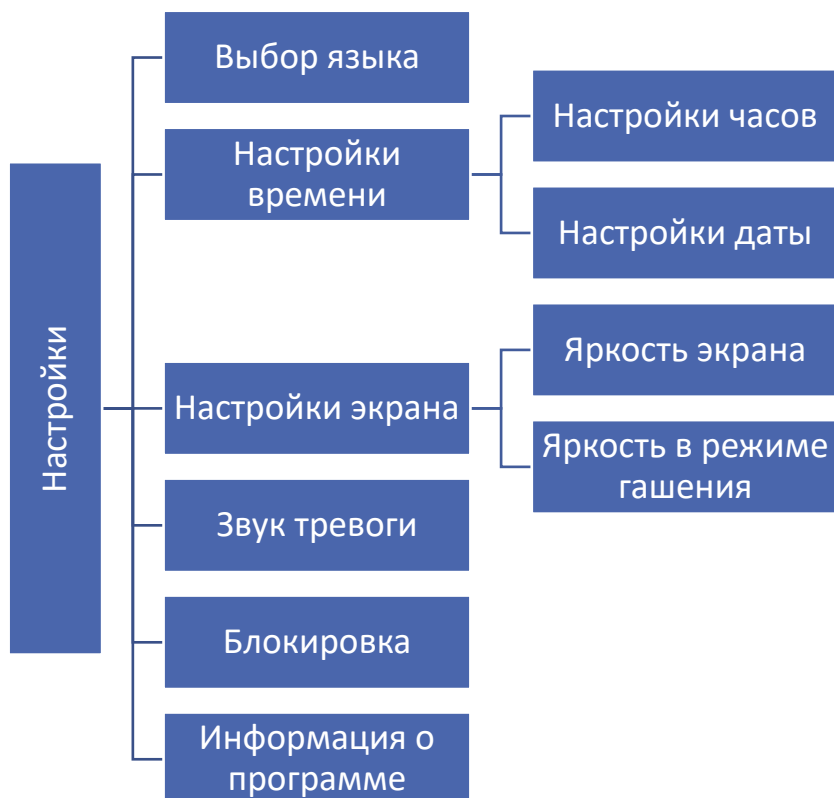 Настройки
Выбор языка
Настройки
времени
Настройки часов
Настройки даты
Настройки экрана
Яркость экрана
Яркость в режиме
гашения
Звук тревоги
Блокировка
Информация о
программе